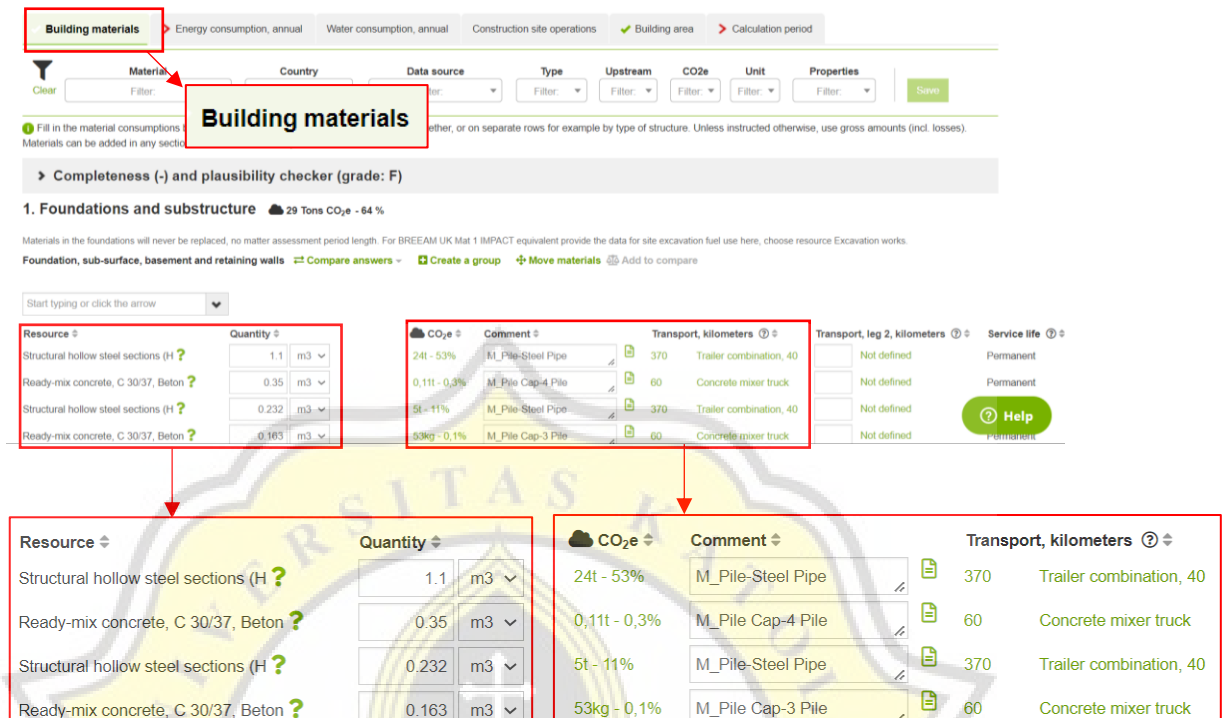 Building materials Energy consumption, annual Water consumption, annual Construction site operations Building area Calculation period
Material Country Data source Type Upstream CO2e Unit Properties
Clear Filter: Filter: Filter: Filter: Filter: Filter: Filter: Save
Building materials
Fill in the material consumptions or on separate rows for example by type of structure. Unless instructed otherwise, use gross amounts (incl. losses).
Materials can be added in any
Completeness (-) and plausibility checker (grade: F)
1. Foundations and substructure 29 Tons CO₂e - 64 %
Materials in the foundations will never be replaced, no matter assessment period length. For BREEAM UK Mat 1 IMPACT equivalent provide the data for site excavation fuel use here, choose resource Excavation works.
Foundation, sub-surface, basement and retaining walls Compare answers Create a group Move materials Add to compare
Start typing or click the arrow
Resource Quantity CO₂e Comment Transport, kilometers ? Transport, leg 2, kilometers ? Service life ?
Structural hollow steel sections (H ? 1.1 m3 24t - 53% M_Pile-Steel Pipe 370 Trailer combination, 40 Not defined Permanent
Ready-mix concrete, C 30/37, Beton ? 0.35 m3 0,11t - 0,3% M_Pile Cap-4 Pile 60 Concrete mixer truck Not defined Permanent
Structural hollow steel sections (H ? 0.232 m3 5t - 11% M_Pile-Steel Pipe 370 Trailer combination, 40 Not defined
? Help
Ready-mix concrete, C 30/37, Beton ? 0.163 m3 53kg - 0,1% M_Pile Cap-3 Pile 60 Concrete mixer truck Not defined Permanent
Resource Quantity CO₂e Comment Transport, kilometers ?
Structural hollow steel sections (H ? 1.1 m3 24t - 53% M_Pile-Steel Pipe 370 Trailer combination, 40
Ready-mix concrete, C 30/37, Beton ? 0.35 m3 0,11t - 0,3% M_Pile Cap-4 Pile 60 Concrete mixer truck
Structural hollow steel sections (H ? 0.232 m3 5t - 11% M_Pile-Steel Pipe 370 Trailer combination, 40
Ready-mix concrete, C 30/37, Beton ? 0.163 m3 53kg - 0,1% M_Pile Cap-3 Pile 60 Concrete mixer truck